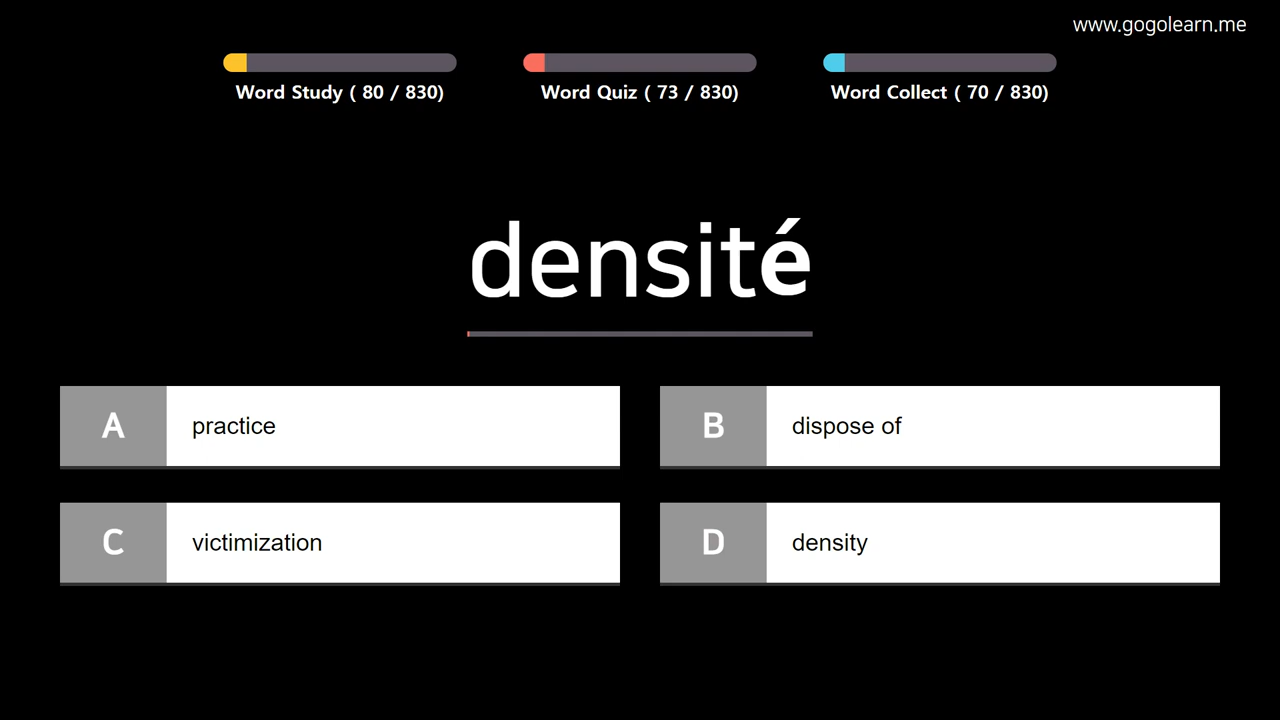 www.gogolearn.me
Word Study ( 80 / 830)
Word Quiz ( 73 / 830)
Word Collect ( 70 / 830)
densité
A practice
B dispose of
C victimization
D density